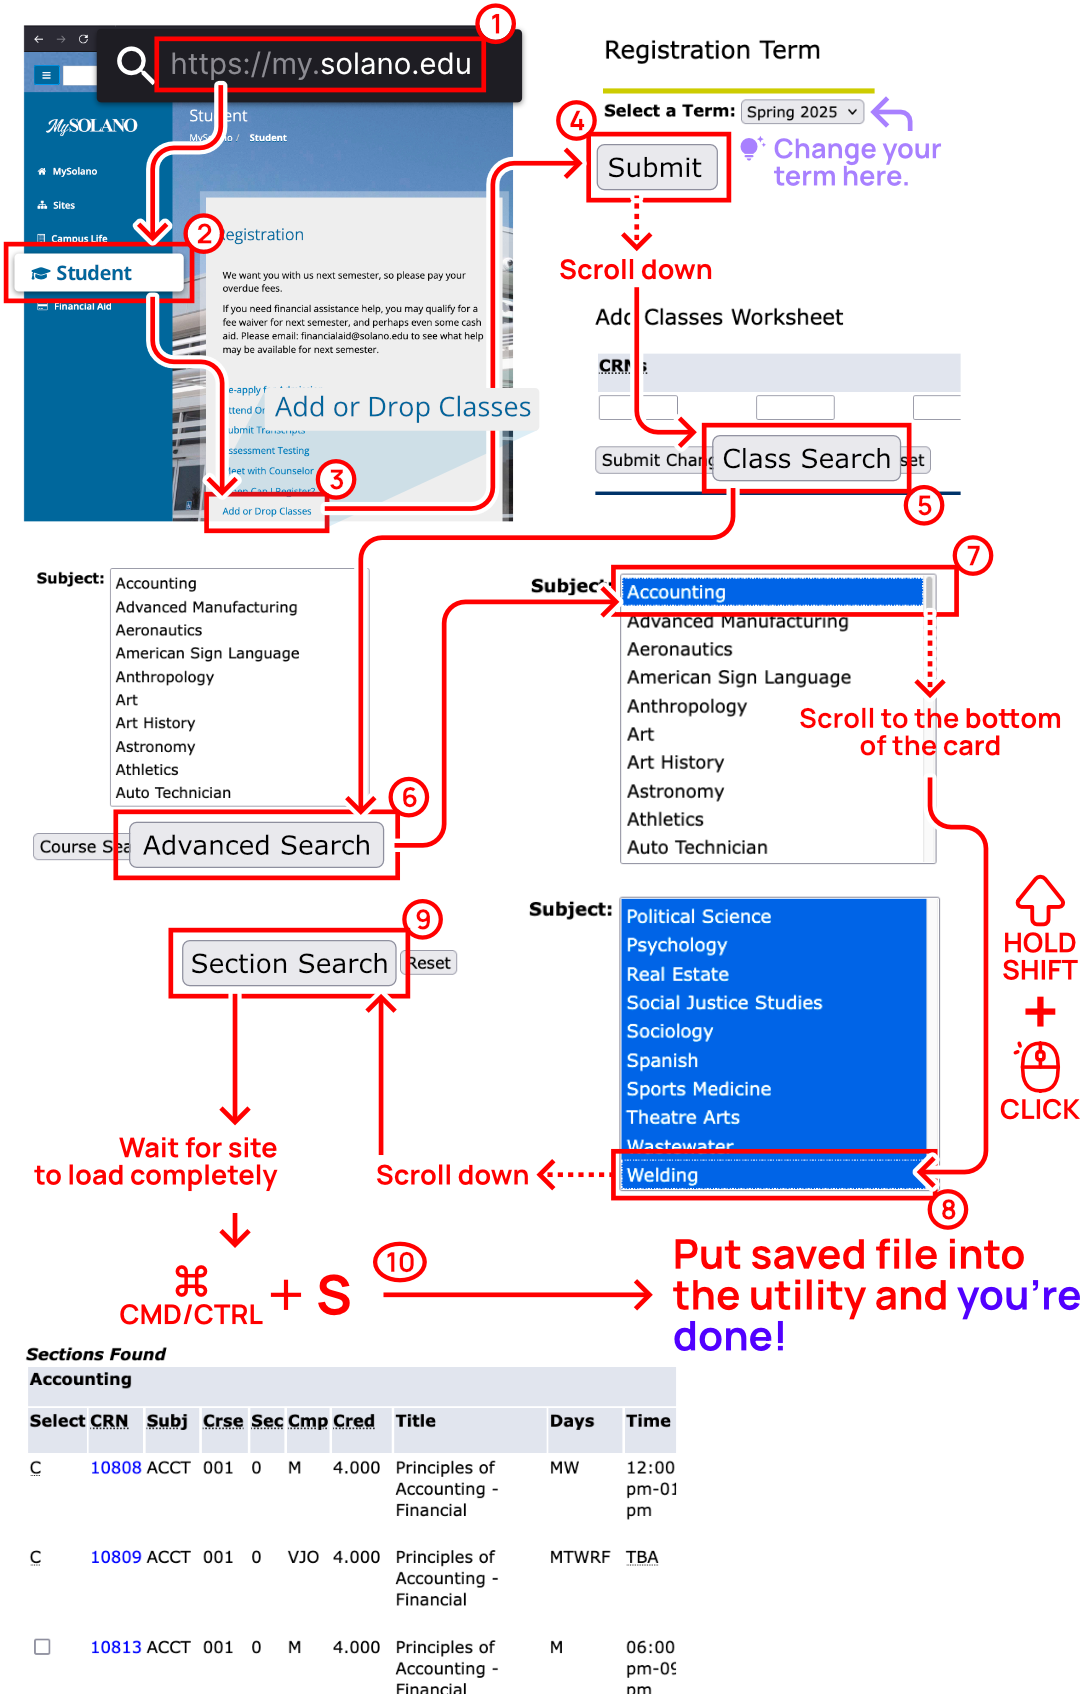 1
https://my.solano.edu
MySOLANO
Student
MySolano / Student
MySolano
Sites
Campus Life
2
Student
Financial Aid
Registration
We want you with us next semester, so please pay your
overdue fees.
If you need financial assistance help, you may qualify for a
fee waiver for next semester, and perhaps even some cash
aid. Please email: financialaid@solano.edu to see what help
may be available for next semester.
Add or Drop Classes
Submit Transcripts
Assessment Testing
Meet with Counselor
When Can I Register?
3
Add or Drop Classes
Registration Term
Select a Term: Spring 2025
4
Submit
Change your
term here.
Scroll down
Add Classes Worksheet
CRNs
Submit Chang
Class Search
set
5
Subject:
Accounting
Advanced Manufacturing
Aeronautics
American Sign Language
Anthropology
Art
Art History
Astronomy
Athletics
Auto Technician
6
Course Sea
Advanced Search
7
Subject:
Accounting
Advanced Manufacturing
Aeronautics
American Sign Language
Anthropology
Art
Art History
Astronomy
Athletics
Auto Technician
Scroll to the bottom
of the card
HOLD
SHIFT
+
CLICK
Subject:
Political Science
Psychology
Real Estate
Social Justice Studies
Sociology
Spanish
Sports Medicine
Theatre Arts
Wastewater
Welding
8
Scroll down
9
Section Search
Reset
Wait for site
to load completely
⌘
CMD/CTRL + S
10
Put saved file into
the utility and you're
done!
Sections Found
Accounting
Select CRN Subj Crse Sec Cmp Cred Title Days Time
C 10808 ACCT 001 0 M 4.000 Principles of MW 12:00
Accounting - pm-01
Financial pm
C 10809 ACCT 001 0 VJO 4.000 Principles of MTWRF TBA
Accounting -
Financial
10813 ACCT 001 0 M 4.000 Principles of M 06:00
Accounting - pm-09
Financial pm